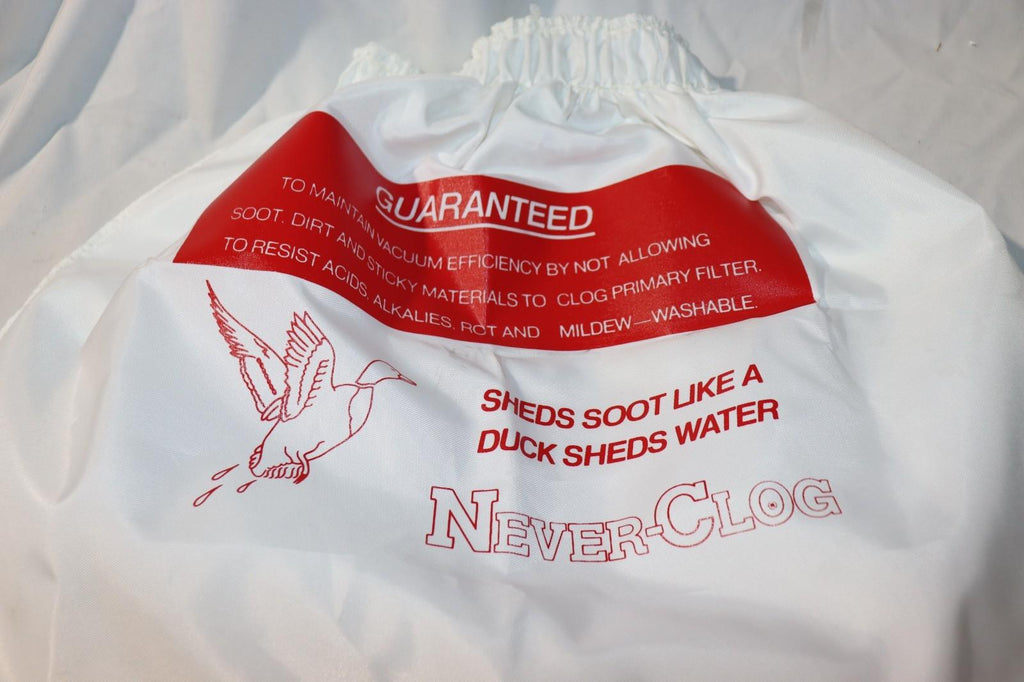 GUARANTEED
TO MAINTAIN VACUUM EFFICIENCY BY NOT ALLOWING
SOOT, DIRT AND STICKY MATERIALS TO CLOG PRIMARY FILTER.
TO RESIST ACIDS, ALKALIES, ROT AND MILDEW—WASHABLE.
SHEDS SOOT LIKE A
DUCK SHEDS WATER
NEVER-CLOG